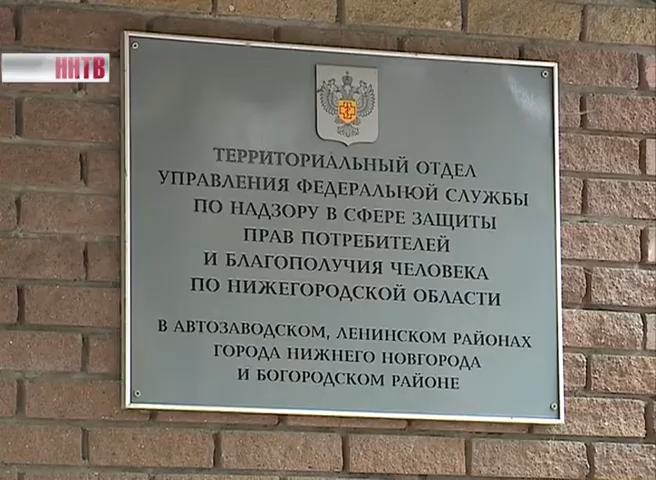 ННТВ
ТЕРРИТОРИАЛЬНЫЙ ОТДЕЛ
УПРАВЛЕНИЯ ФЕДЕРАЛЬНОЙ СЛУЖБЫ
ПО НАДЗОРУ В СФЕРЕ ЗАЩИТЫ
ПРАВ ПОТРЕБИТЕЛЕЙ
И БЛАГОПОЛУЧИЯ ЧЕЛОВЕКА
ПО НИЖЕГОРОДСКОЙ ОБЛАСТИ
В АВТОЗАВОДСКОМ, ЛЕНИНСКОМ РАЙОНАХ
ГОРОДА НИЖНЕГО НОВГОРОДА
И БОГОРОДСКОМ РАЙОНЕ